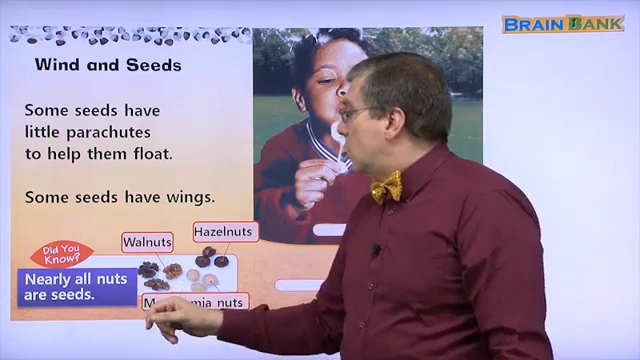 BRAIN BANK
Wind and Seeds
Some seeds have
little parachutes
to help them float.
Some seeds have wings.
Did You
Know?
Nearly all nuts
are seeds.
Walnuts
Hazelnuts
nuts